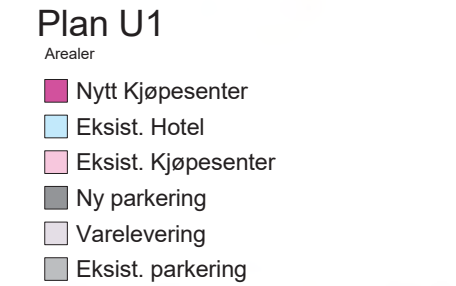 Plan U1
Arealer
Nytt Kjøpesenter
Eksist. Hotel
Eksist. Kjøpesenter
Ny parkering
Varelevering
Eksist. parkering